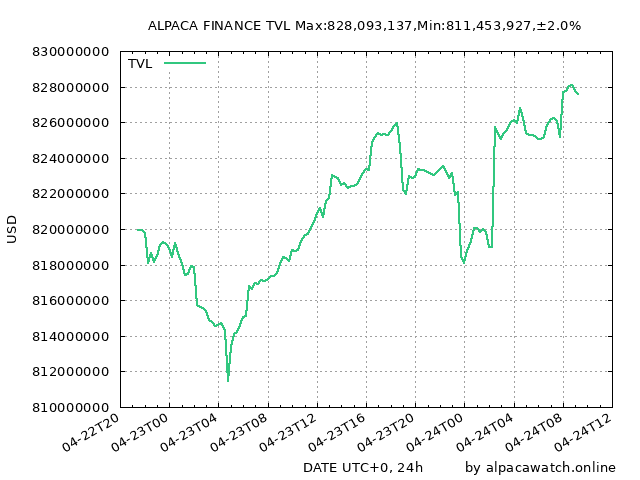 ALPACA FINANCE TVL Max:828,093,137,Min:811,453,927,±2.0%
830000000
TVL
828000000
826000000
824000000
822000000
820000000
818000000
816000000
814000000
812000000
810000000
USD
04-22T20
04-23T00
04-23T04
04-23T08
04-23T12
04-23T16
04-23T20
04-24T00
04-24T04
04-24T08
04-24T12
DATE UTC+0, 24h
by alpacawatch.online